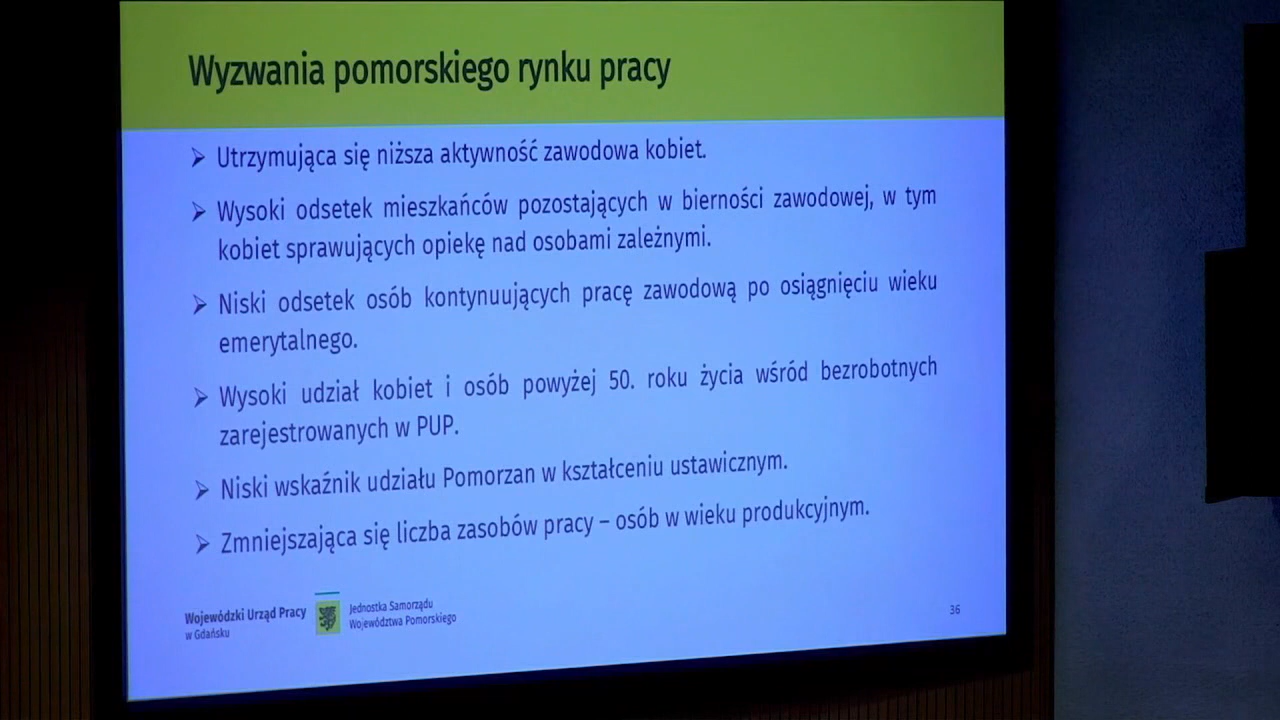 Wyzwania pomorskiego rynku pracy
➢ Utrzymująca się niższa aktywność zawodowa kobiet.
➢ Wysoki odsetek mieszkańców pozostających w bierności zawodowej, w tym
kobiet sprawujących opiekę nad osobami zależnymi.
➢ Niski odsetek osób kontynuujących pracę zawodową po osiągnięciu wieku
emerytalnego.
➢ Wysoki udział kobiet i osób powyżej 50. roku życia wśród bezrobotnych
zarejestrowanych w PUP.
➢ Niski wskaźnik udziału Pomorzan w kształceniu ustawicznym.
➢ Zmniejszająca się liczba zasobów pracy – osób w wieku produkcyjnym.
Wojewódzki Urząd Pracy
w Gdańsku
Jednostka Samorządu
Województwa Pomorskiego
36